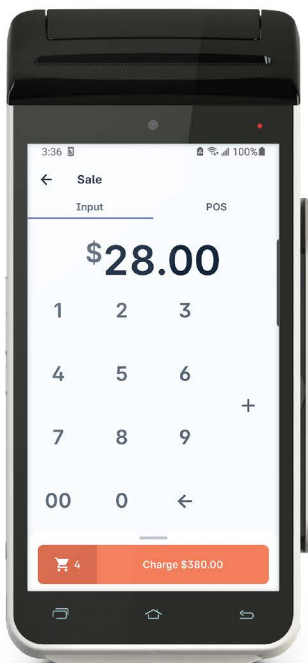 3:36 100%
← Sale
Input POS
$28.00
1 2 3
4 5 6
+
7 8 9
00 0 ←
4 Charge $380.00